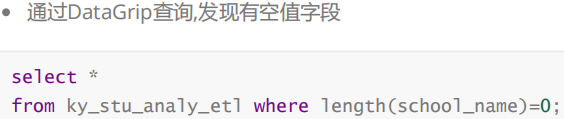 • 通过DataGrip查询,发现有空值字段
select *
from ky_stu_analy_etl where length(school_name)=0;